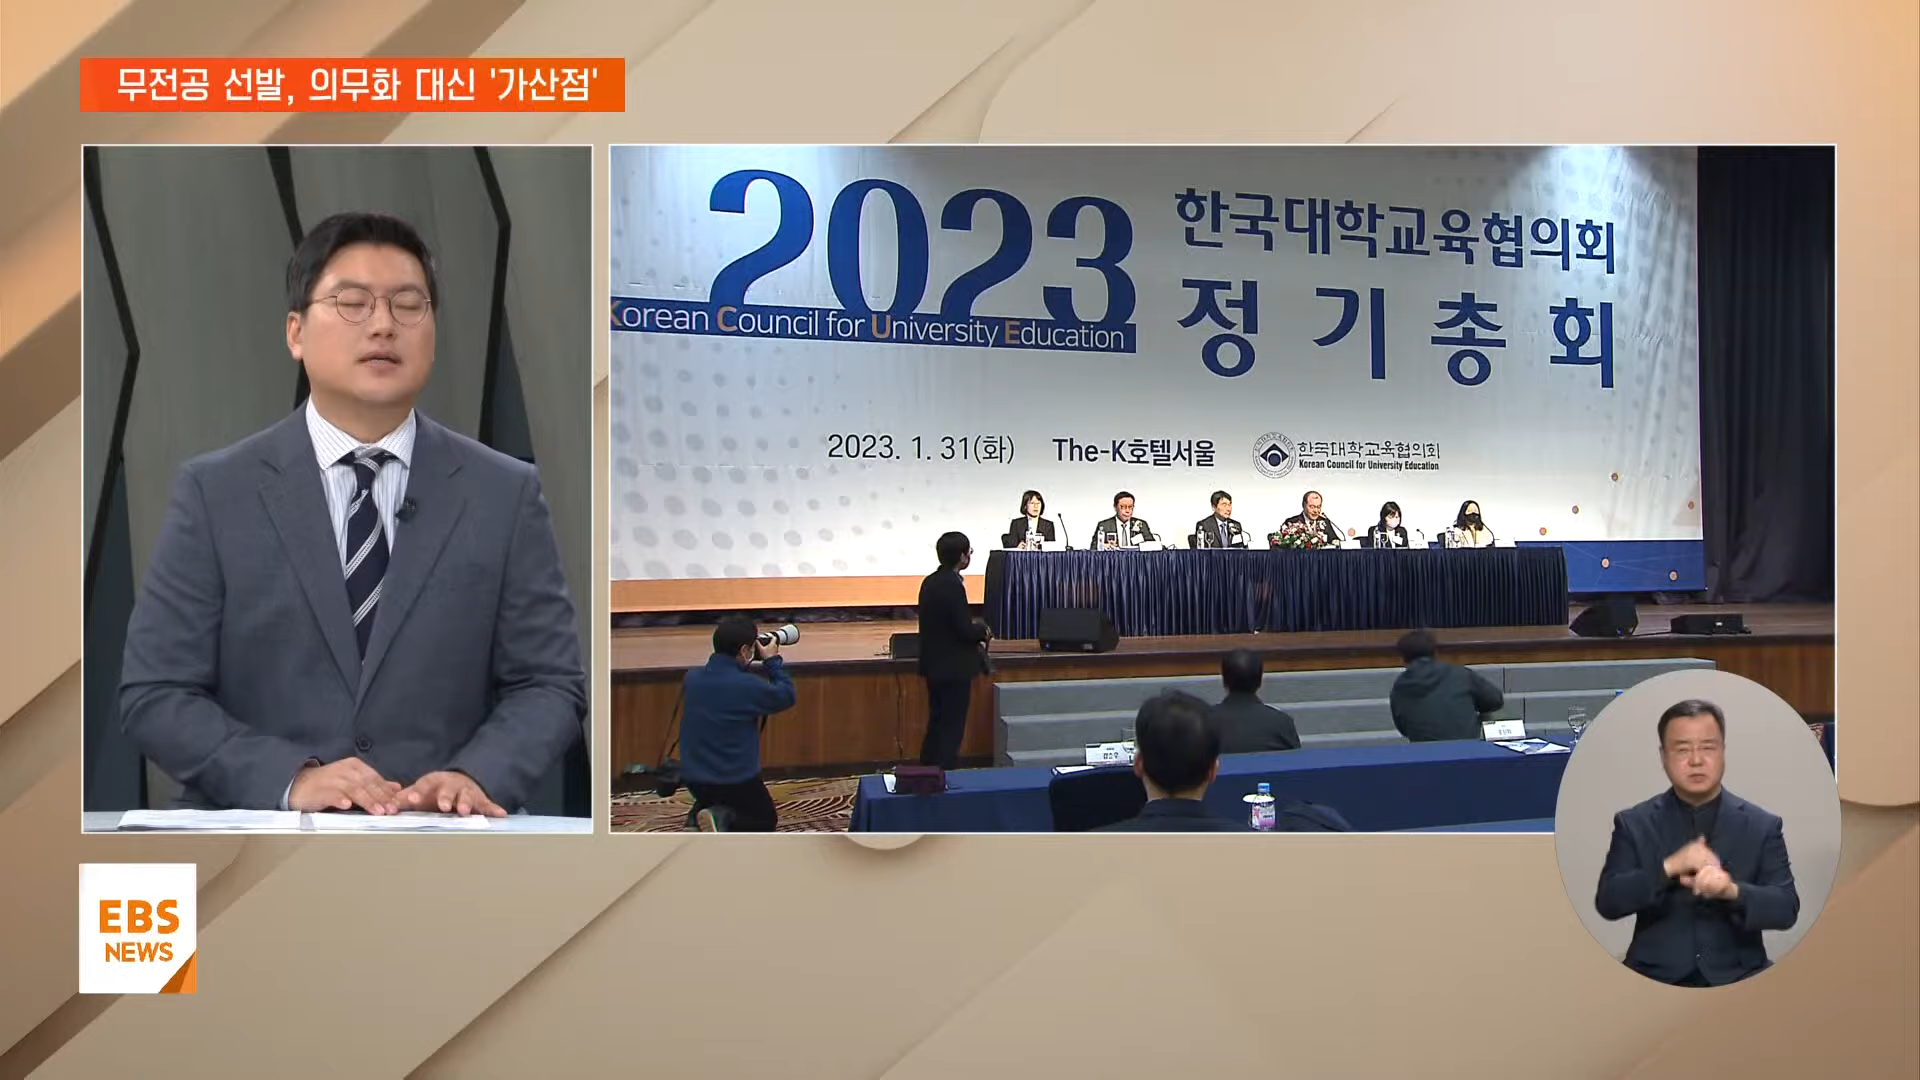 무전공 선발, 의무화 대신 '가산점'
2023
한국대학교육협의회
정기총회
Korean Council for University Education
2023. 1. 31(화) The-K호텔서울
한국대학교육협의회
Korean Council for University Education
EBS
NEWS